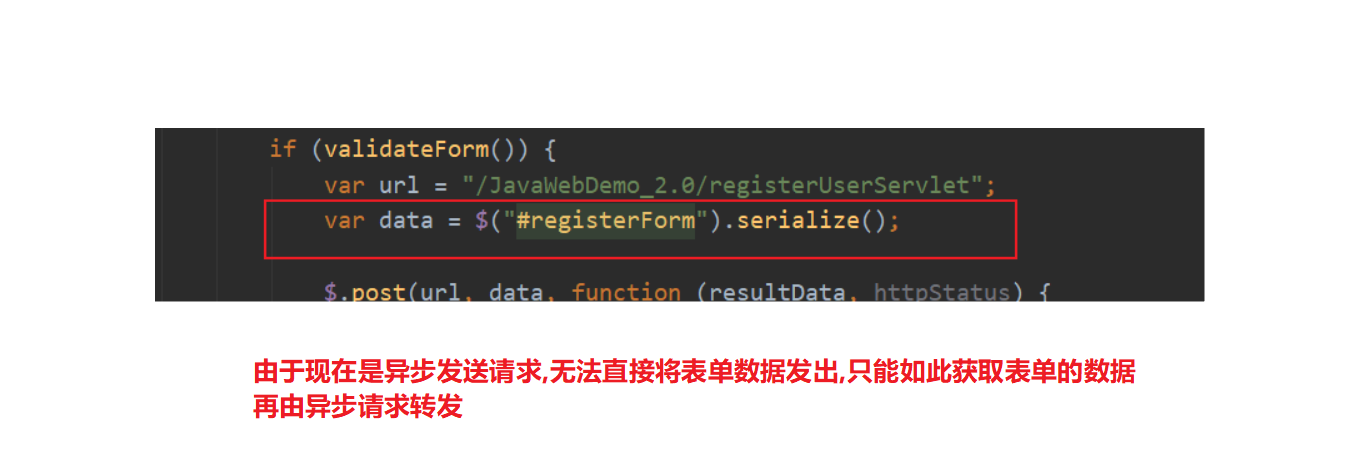 if (validateForm()) {
var url = "/JavaWebDemo_2.0/registerUserServlet";
var data = $("#registerForm").serialize();
$.post(url, data, function (resultData, httpStatus) {
由于现在是异步发送请求,无法直接将表单数据发出,只能如此获取表单的数据
再由异步请求转发